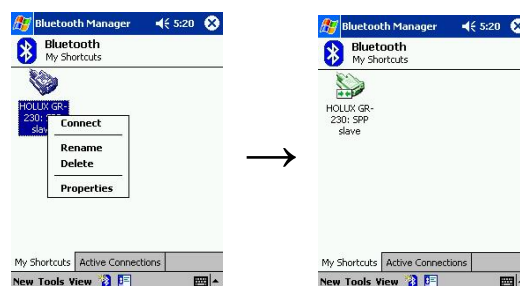 Bluetooth Manager 5:20
Bluetooth
My Shortcuts
HOLUX GR-
230: SPP
slav
Connect
Rename
Delete
Properties
My Shortcuts Active Connections
New Tools View
→
Bluetooth Manager 5:20
Bluetooth
My Shortcuts
HOLUX GR-
230: SPP
slave
My Shortcuts Active Connections
New Tools View